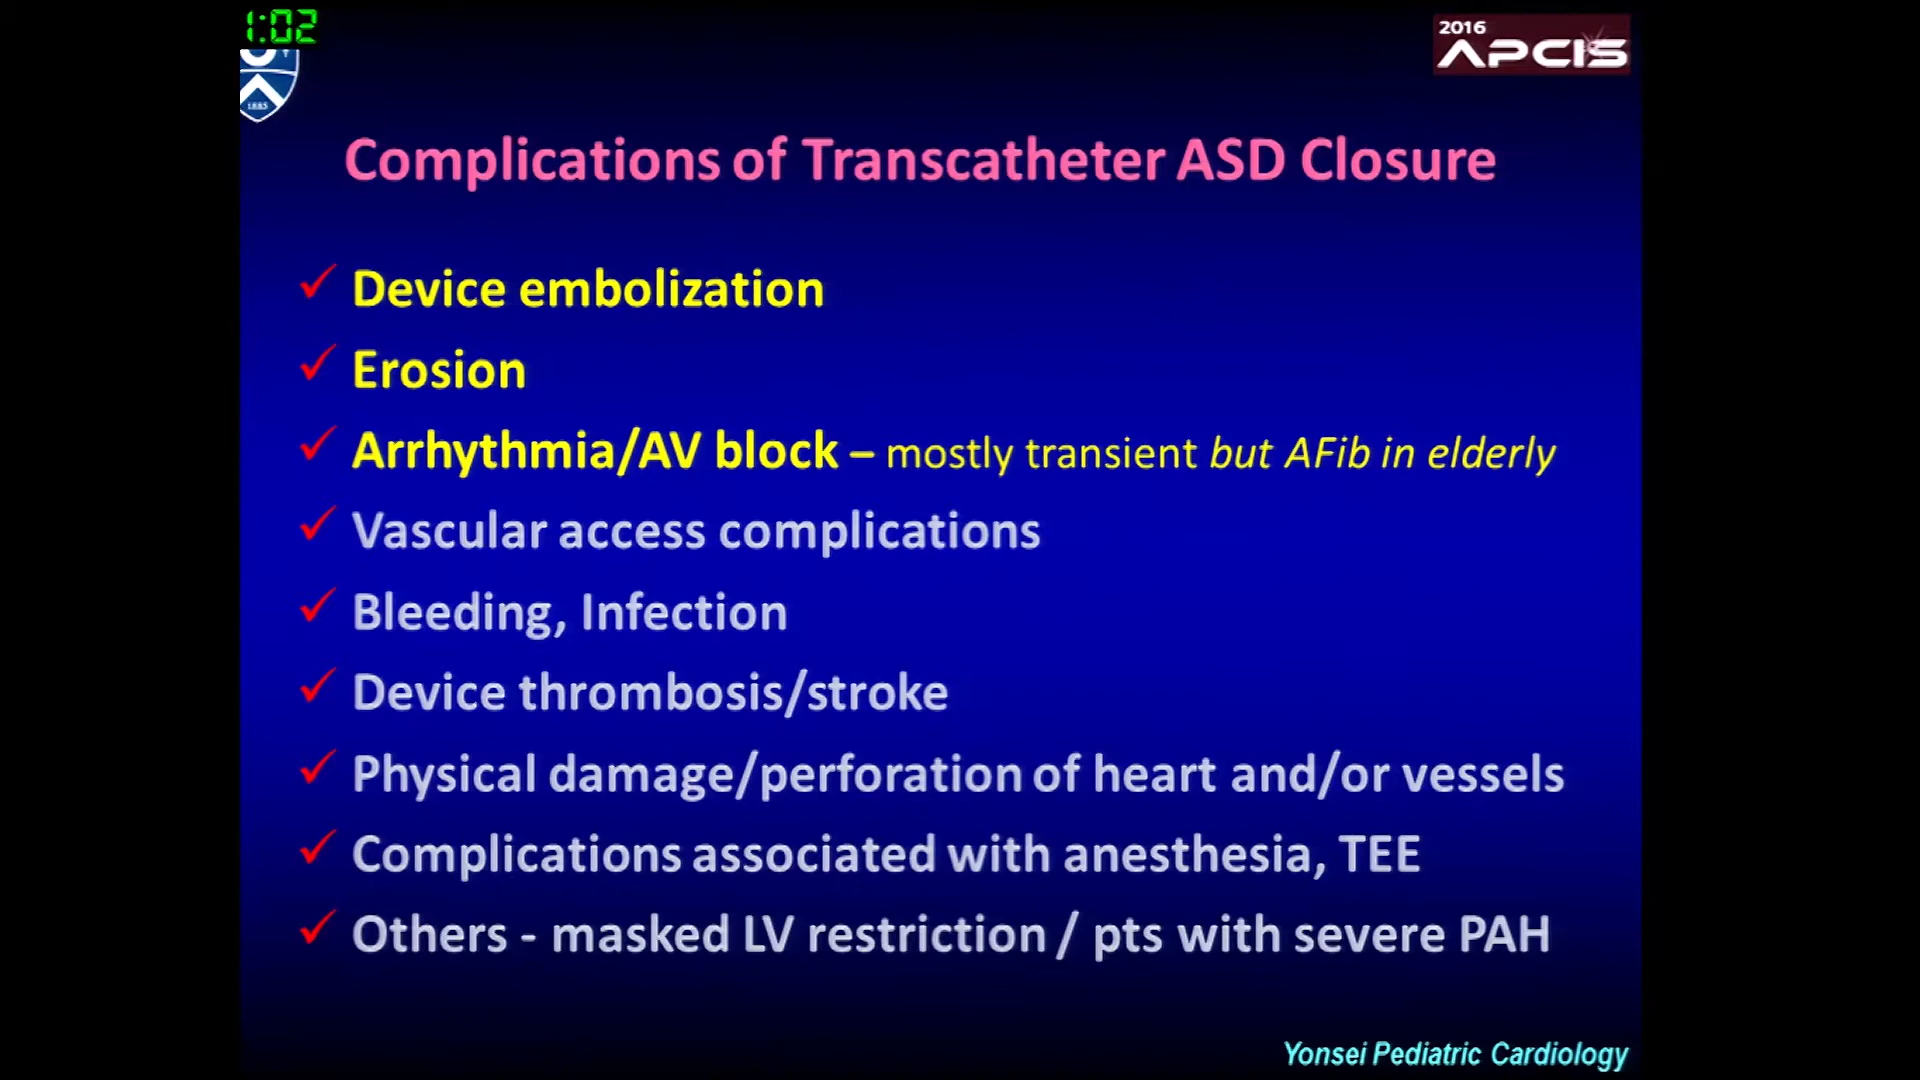 1:02
2016
APCIS
1885
Complications of Transcatheter ASD Closure
✓ Device embolization
✓ Erosion
✓ Arrhythmia/AV block – mostly transient but AFib in elderly
✓ Vascular access complications
✓ Bleeding, Infection
✓ Device thrombosis/stroke
✓ Physical damage/perforation of heart and/or vessels
✓ Complications associated with anesthesia, TEE
✓ Others - masked LV restriction / pts with severe PAH
Yonsei Pediatric Cardiology